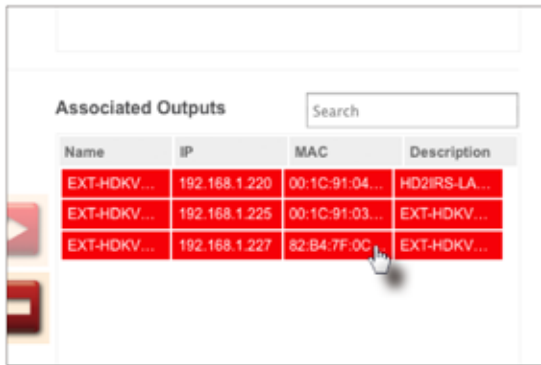 Associated Outputs
Search
Name IP MAC Description
EXT-HDKV... 192.168.1.220 00:1C:91:04... HD2IRS-LA...
EXT-HDKV... 192.168.1.225 00:1C:91:03... EXT-HDKV...
EXT-HDKV... 192.168.1.227 82:B4:7F:0C... EXT-HDKV...